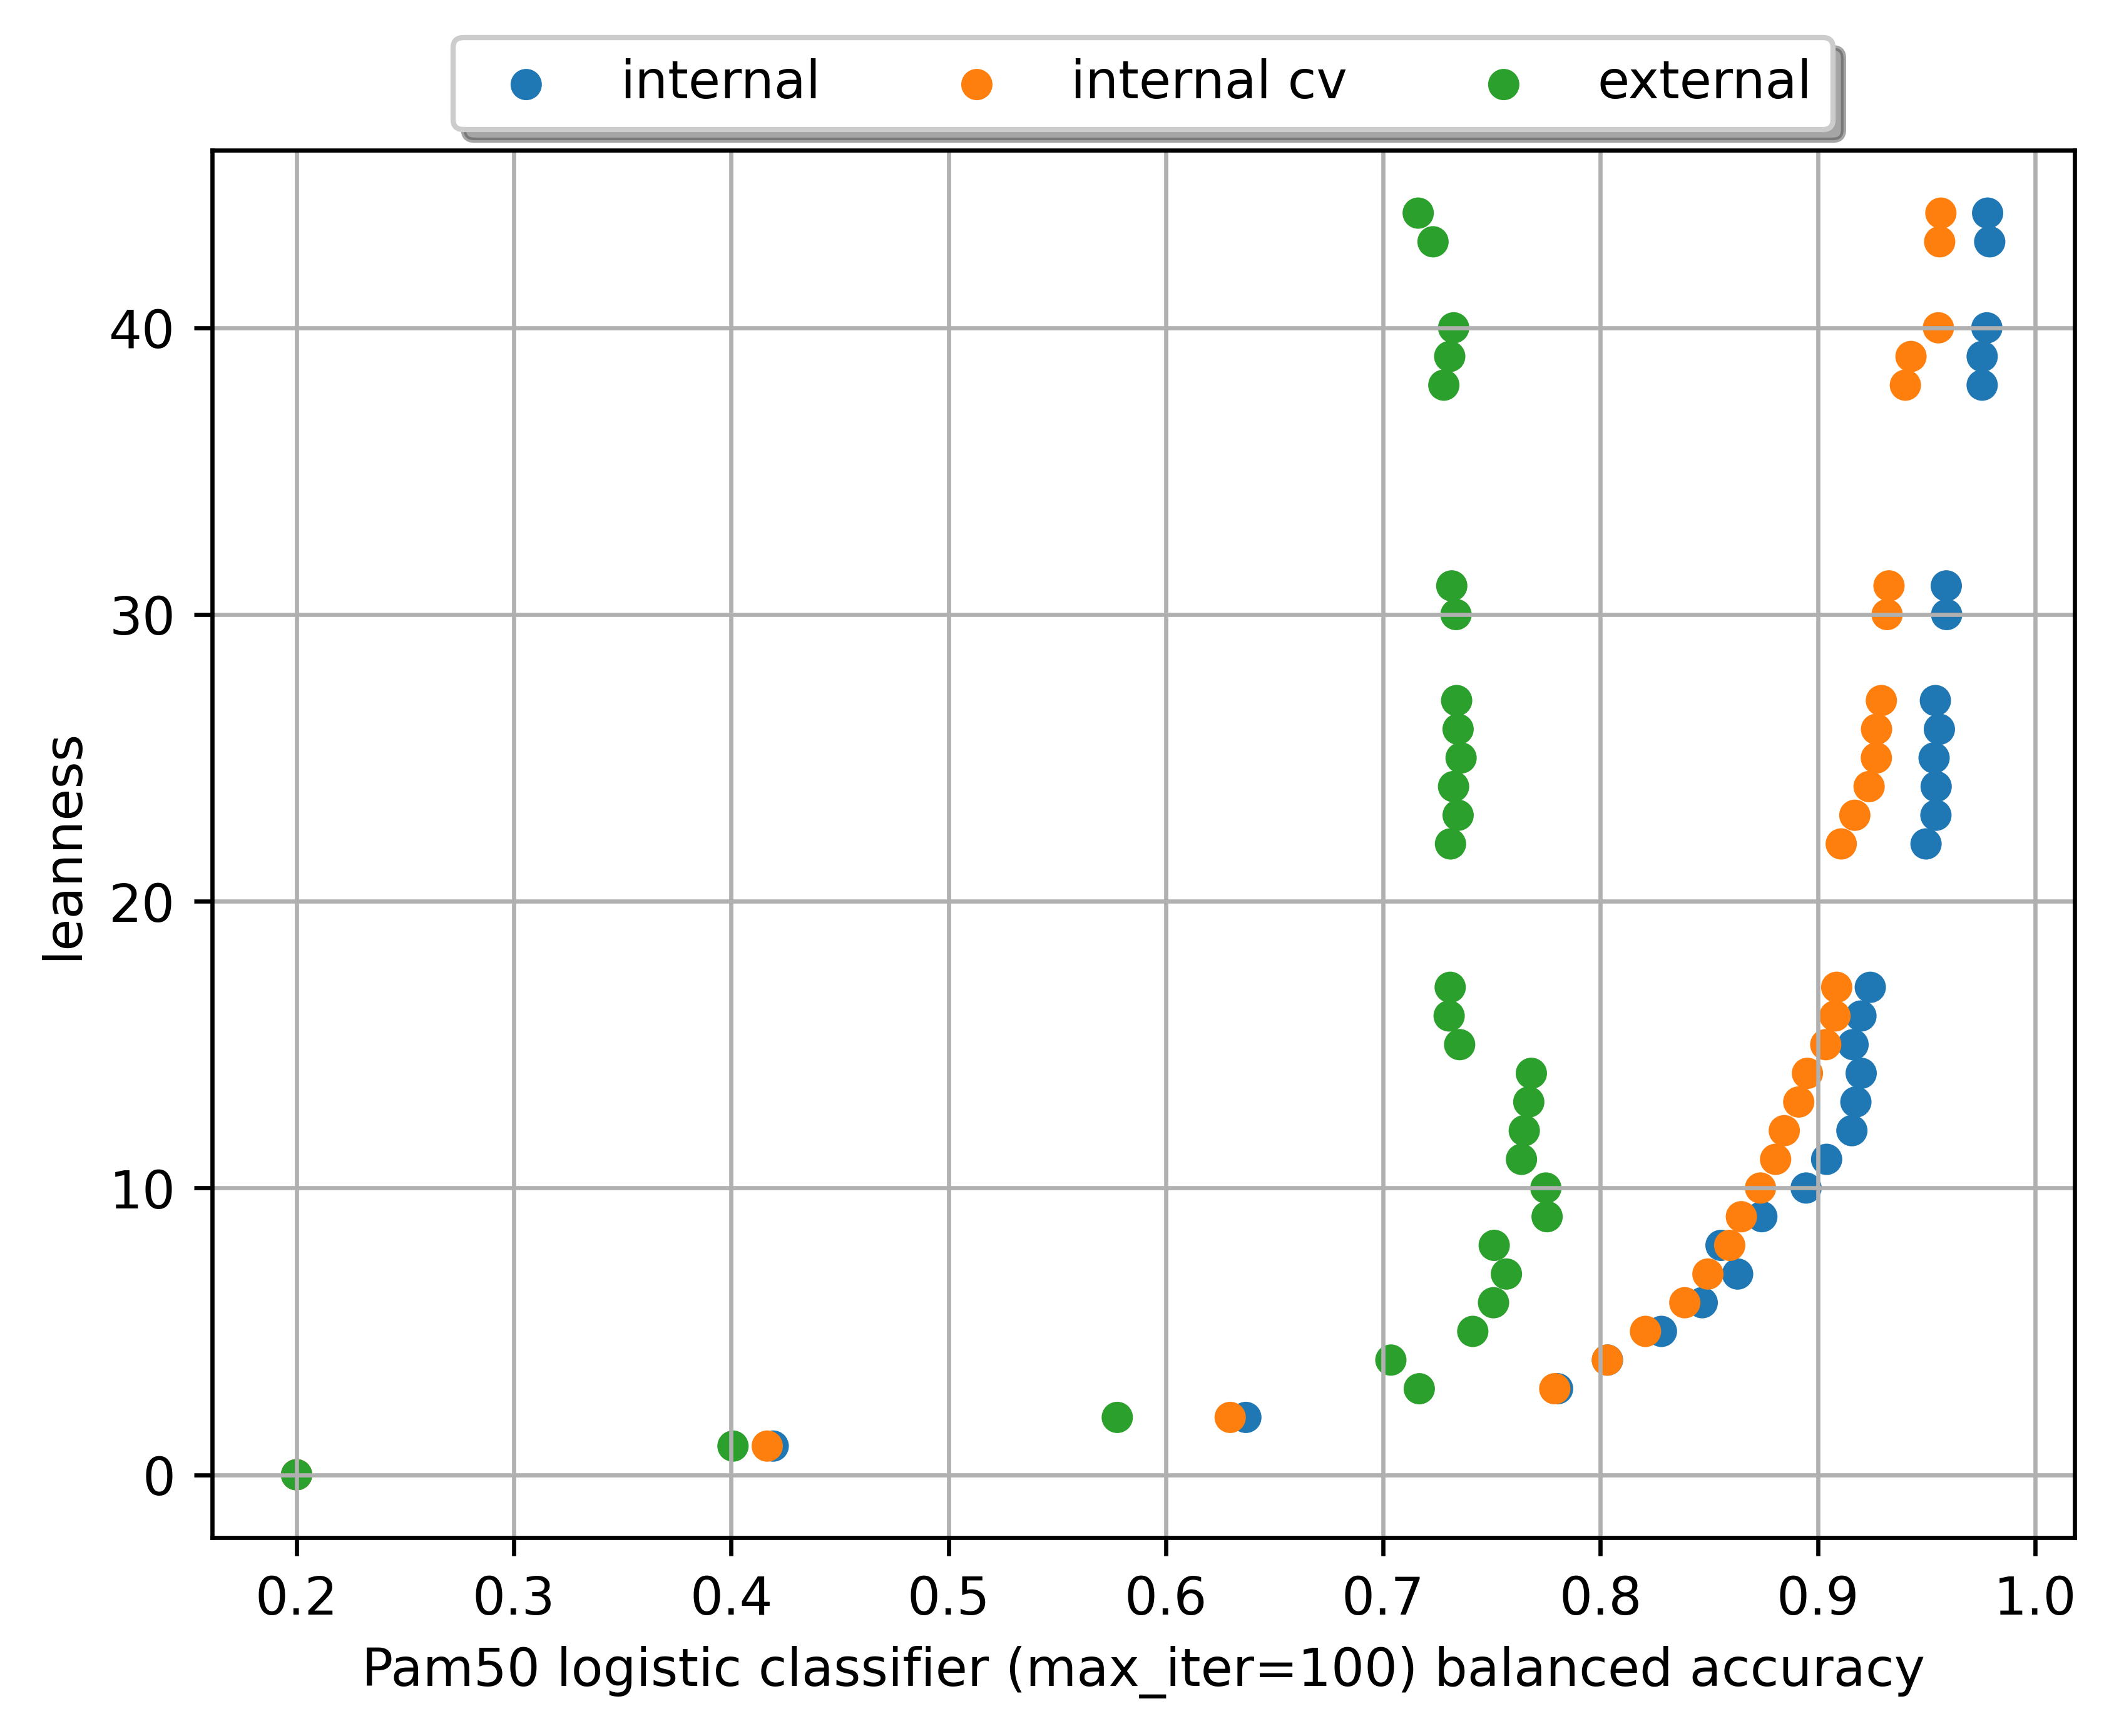 internal internal cv external
40
30
20
10
0
leanness
0.2 0.3 0.4 0.5 0.6 0.7 0.8 0.9 1.0
Pam50 logistic classifier (max_iter=100) balanced accuracy